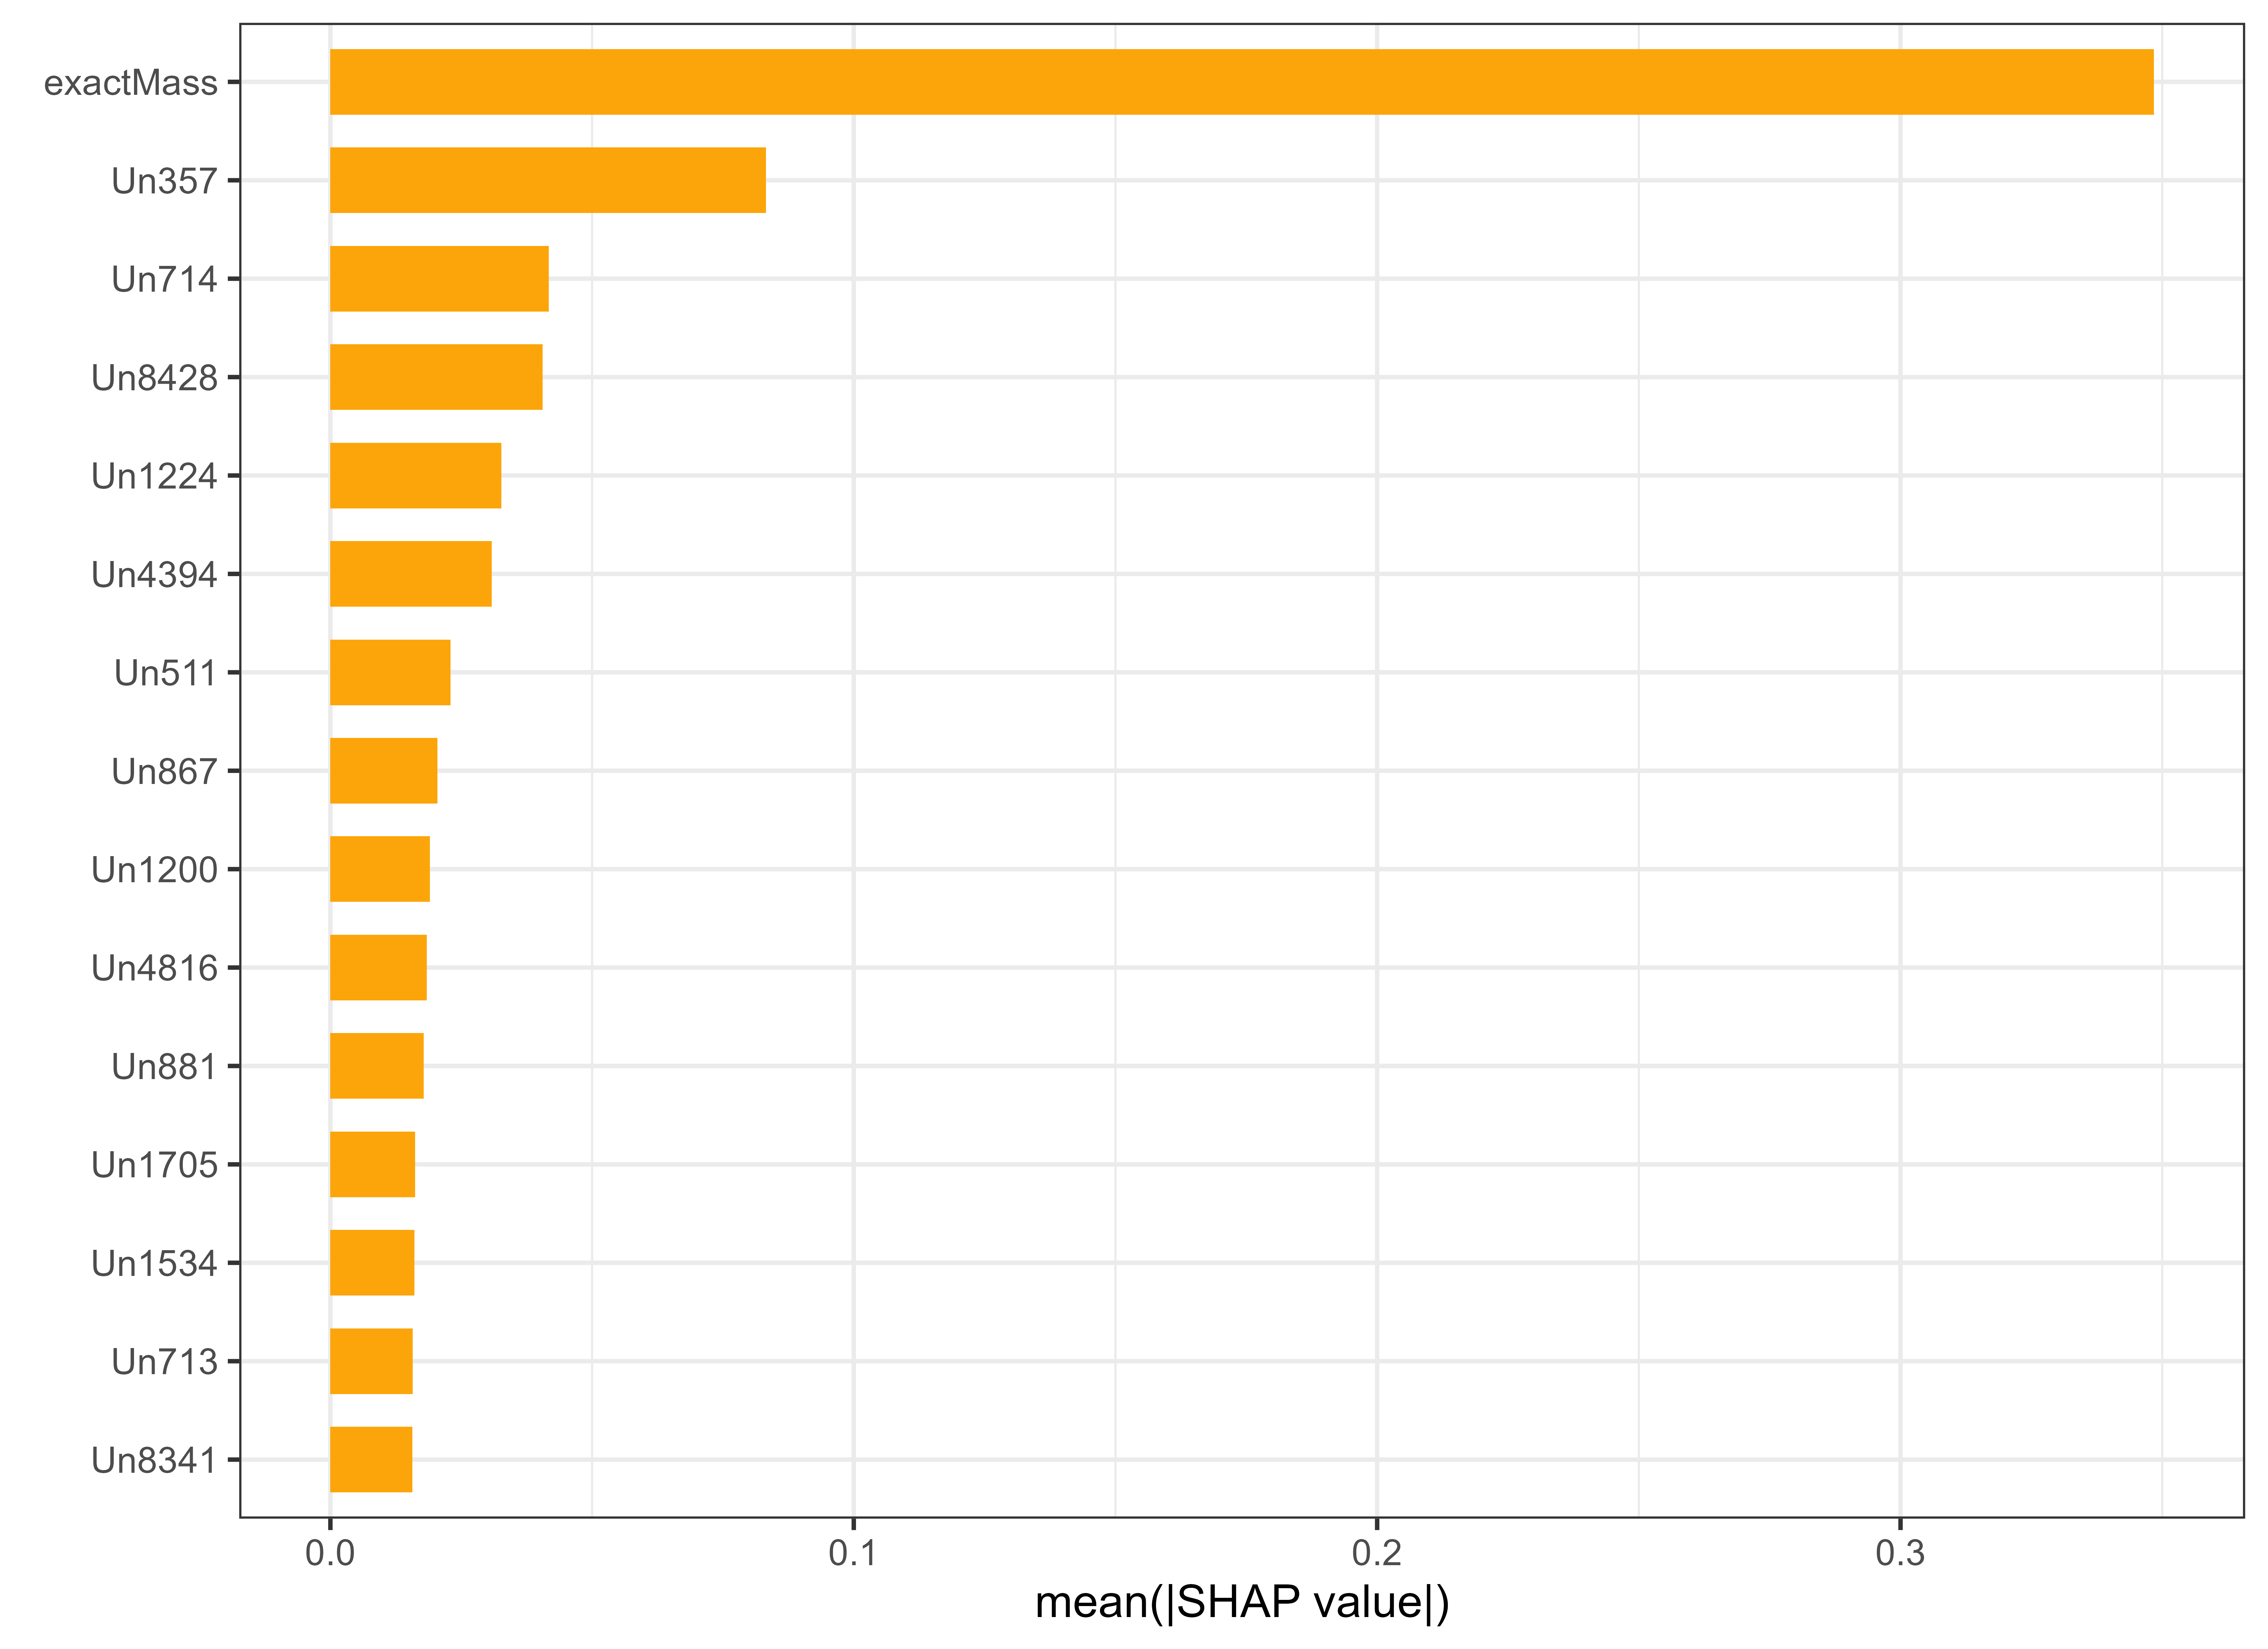 exactMass
Un357
Un714
Un8428
Un1224
Un4394
Un511
Un867
Un1200
Un4816
Un881
Un1705
Un1534
Un713
Un8341
0.0 0.1 0.2 0.3
mean(|SHAP value|)